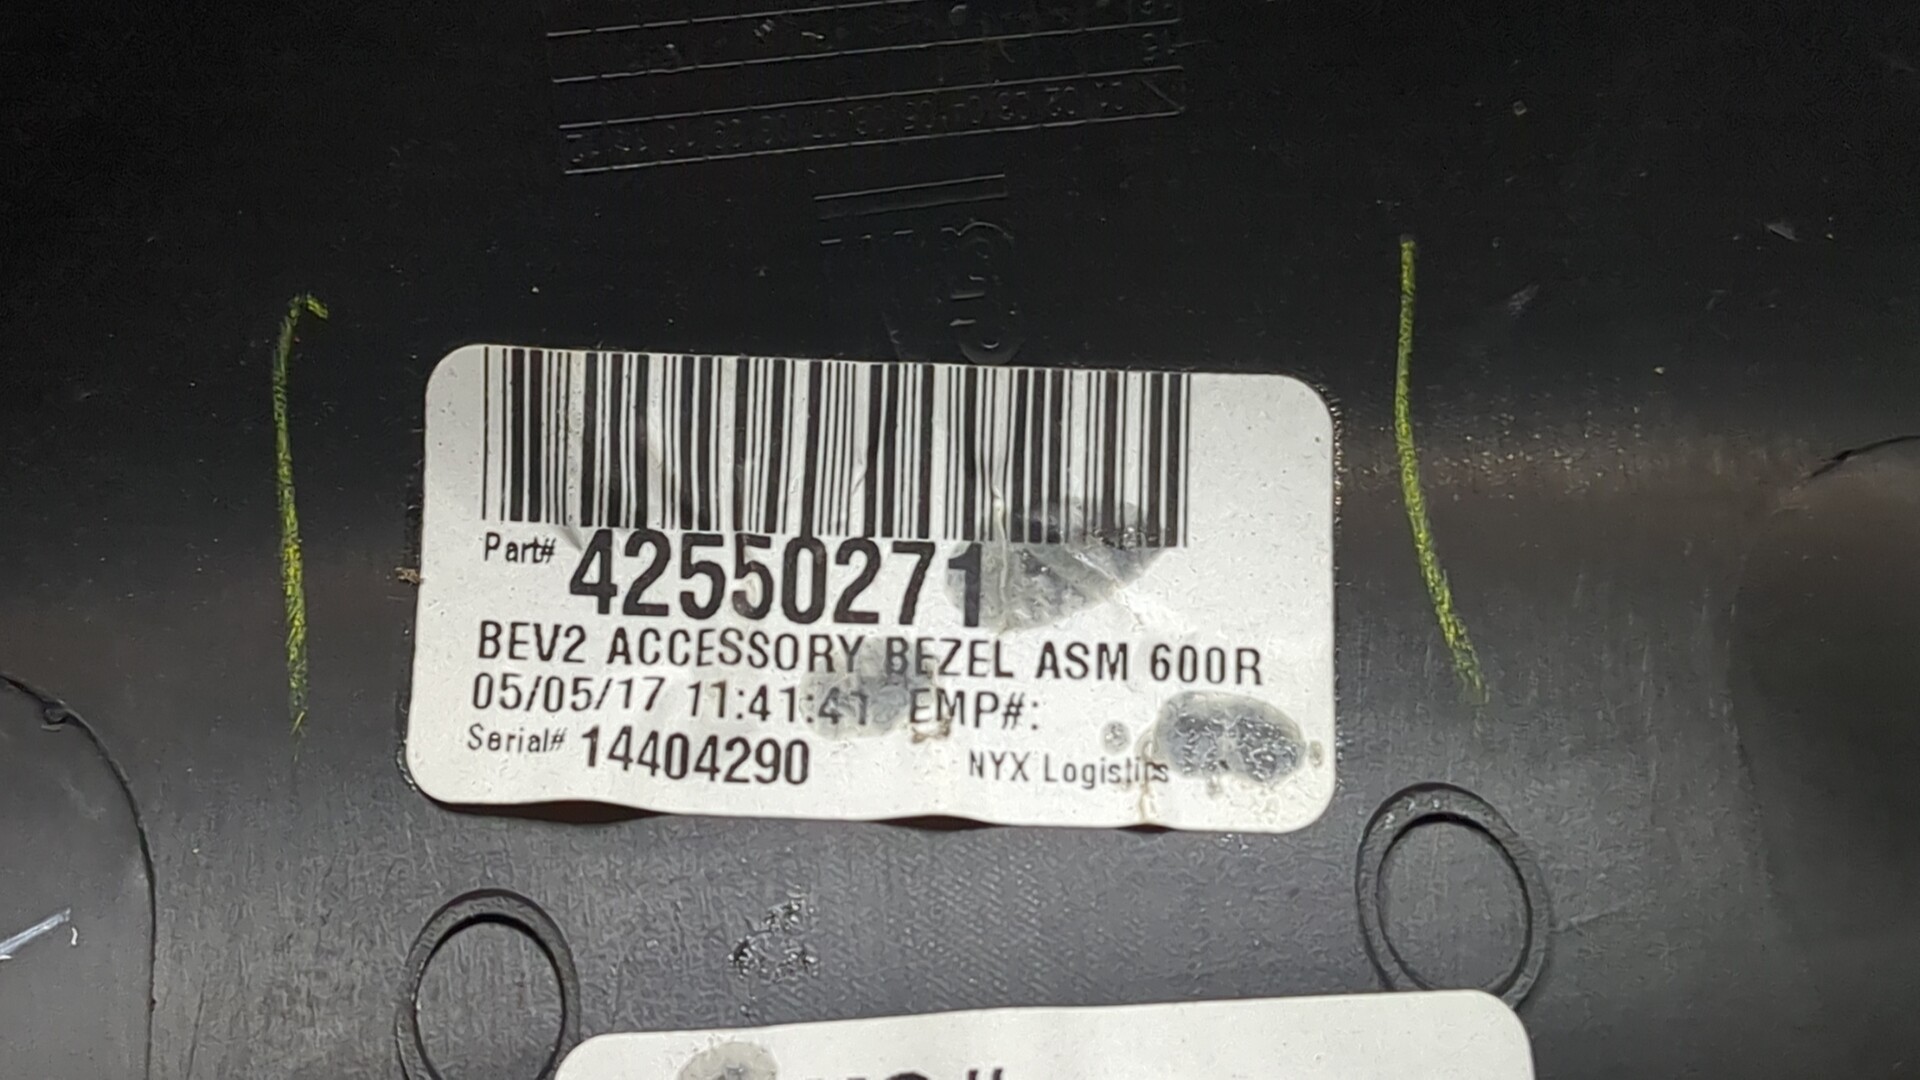 Part# 42550271
BEV2 ACCESSORY BEZEL ASM 600R
05/05/17 11:41:41 EMP#:
Serial# 14404290
NYX Logistics